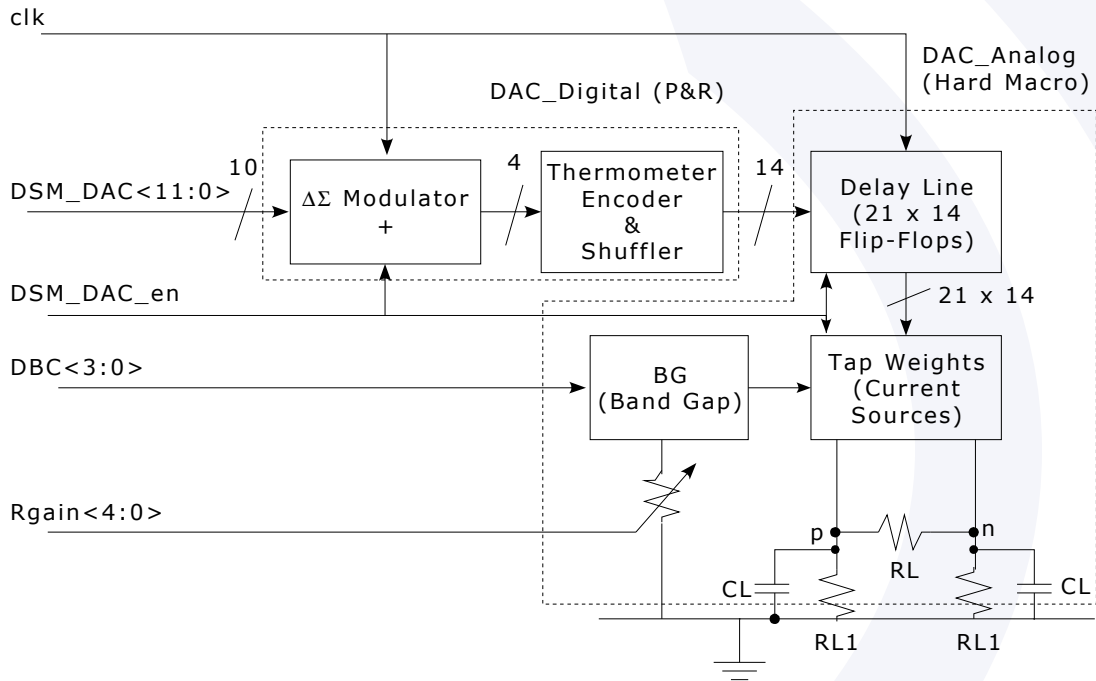 clk
DAC_Analog
(Hard Macro)
DAC_Digital (P&R)
10
4
14
DSM_DAC<11:0>
ΔΣ Modulator
+
Thermometer
Encoder
&
Shuffler
Delay Line
(21 x 14
Flip-Flops)
DSM_DAC_en
21 x 14
DBC<3:0>
BG
(Band Gap)
Tap Weights
(Current
Sources)
Rgain<4:0>
p
n
RL
CL
CL
RL1
RL1